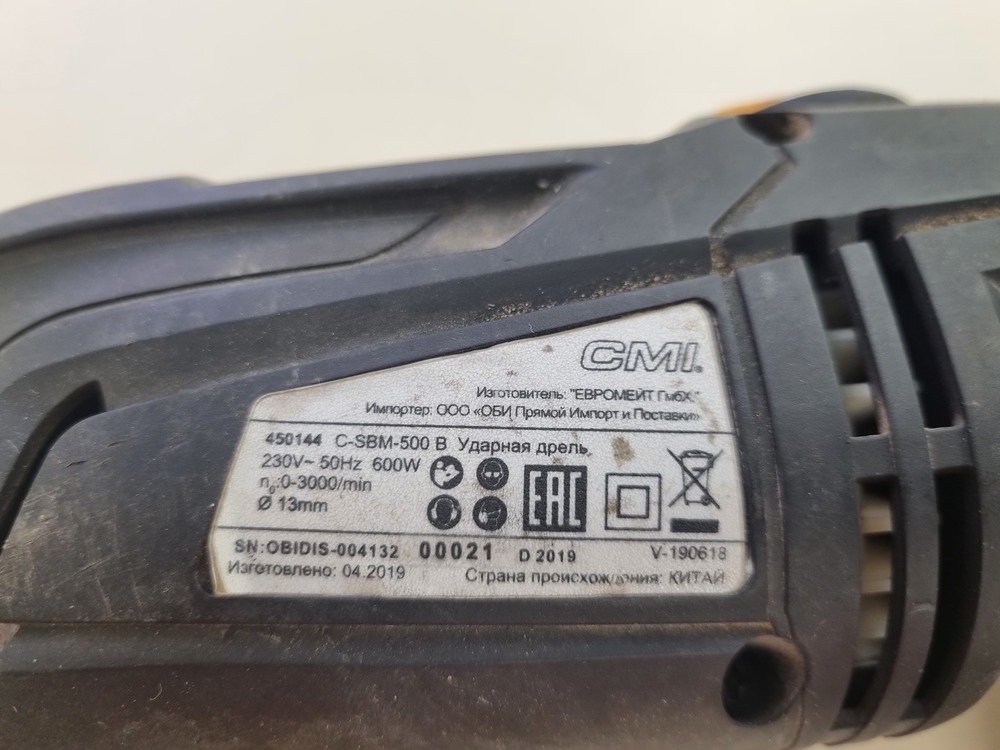 CMI®
Изготовитель: "ЕВРОМЕЙТ ГмбХ,"
Импортер: ООО «ОБИ Прямой Импорт и Поставки»
450144 C-SBM-500 B Ударная дрель
230V~ 50Hz 600W
n₀:0-3000/min
Ø 13mm
EAC
SN:OBIDIS-004132 00021 D 2019 V-190618
Изготовлено: 04.2019 Страна происхождения: КИТАЙ